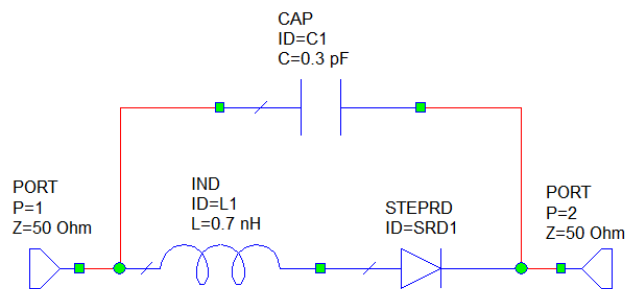 CAP
ID=C1
C=0.3 pF
PORT
P=1
Z=50 Ohm
IND
ID=L1
L=0.7 nH
STEPRD
ID=SRD1
PORT
P=2
Z=50 Ohm